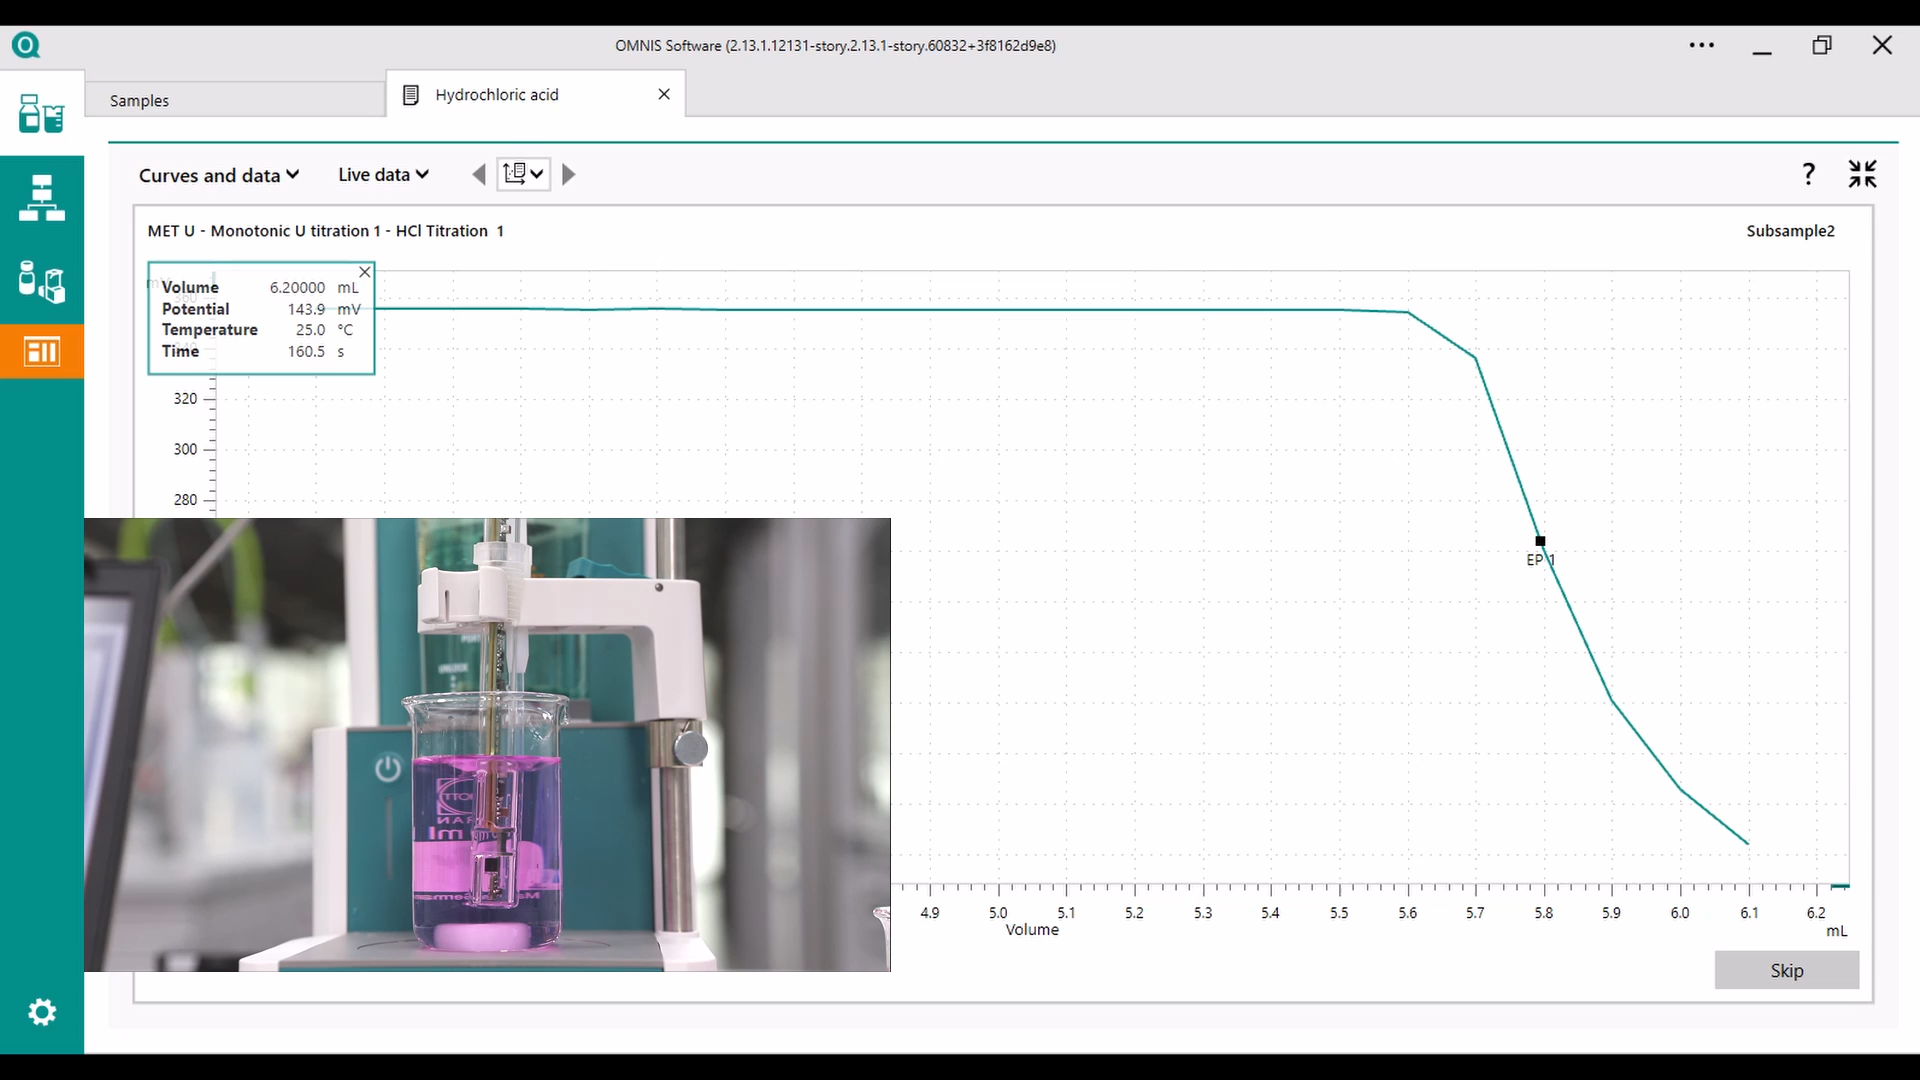 OMNIS Software (2.13.1.12131-story.2.13.1-story.60832+3f8162d9e8)
Samples
Hydrochloric acid
Curves and data
Live data
?
MET U - Monotonic U titration 1 - HCl Titration 1
Subsample2
Volume 6.20000 mL
Potential 143.9 mV
Temperature 25.0 °C
Time 160.5 s
320
300
280
EP 1
4.9 5.0 5.1 5.2 5.3 5.4 5.5 5.6 5.7 5.8 5.9 6.0 6.1 6.2
Volume
mL
Skip